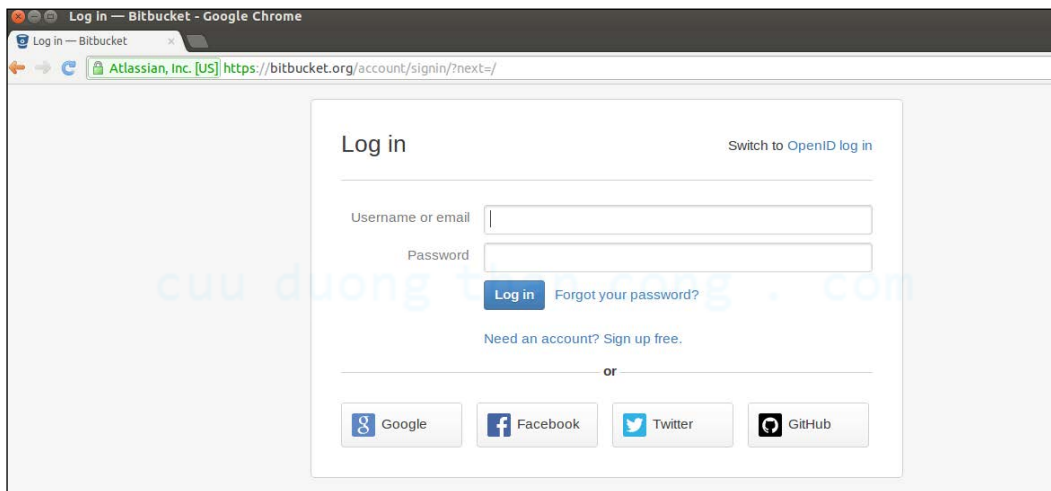 Log in — Bitbucket - Google Chrome
Log in — Bitbucket
Atlassian, Inc. [US] https://bitbucket.org/account/signin/?next=/
Log in
Switch to OpenID log in
Username or email
Password
cuu duong than cong . com
Log in Forgot your password?
Need an account? Sign up free.
or
Google Facebook Twitter GitHub